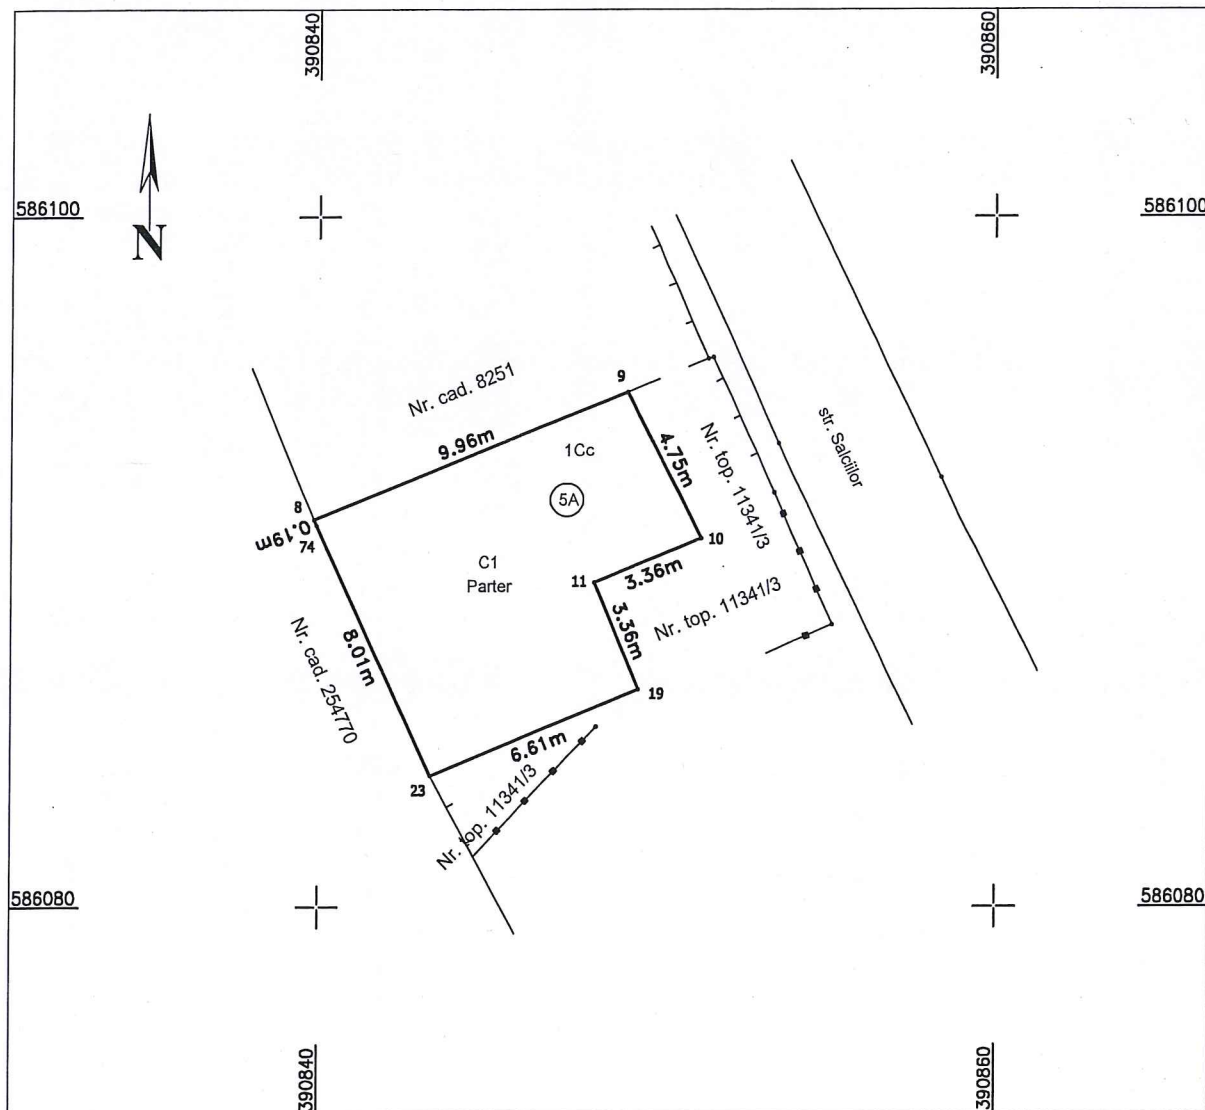 390840
390860
586100
586100
N
Nr. cad. 8251
9
9.96m
1Cc
4.75m
Nr. top. 11341/3
str. Salciilor
8
0.19m
74
5A
10
C1
Parter
11
3.36m
3.36m
Nr. top. 11341/3
8.01m
Nr. cad. 254770
19
6.61m
23
Nr. top. 11341/3
586080
586080
390840
390860